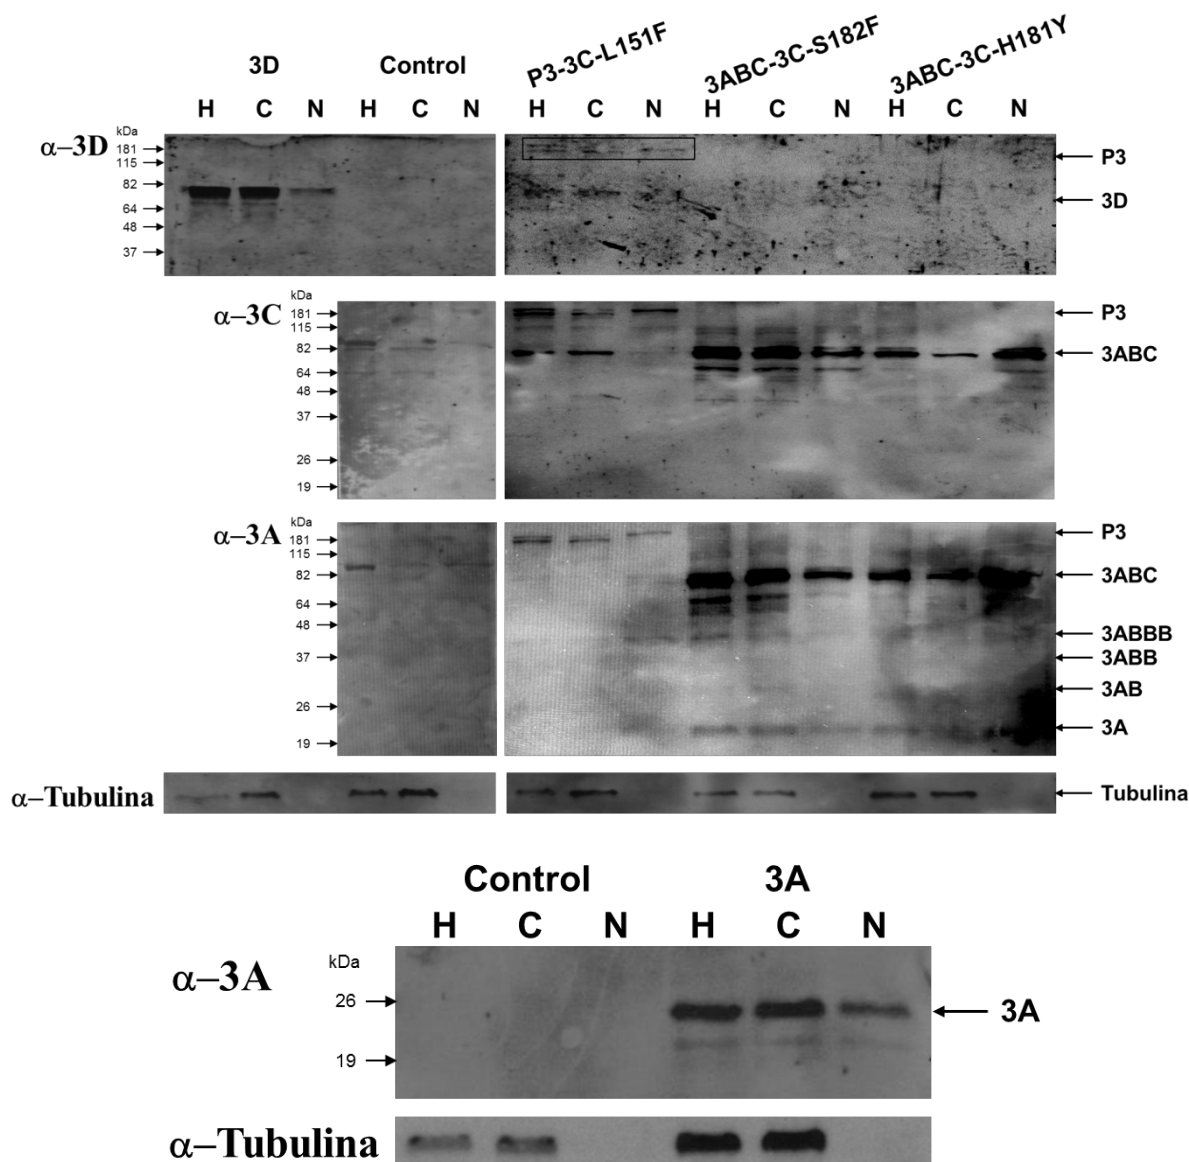 3D Control P3-3C-L151F 3ABC-3C-S182F 3ABC-3C-H181Y
H C N H C N H C N H C N H C N
α–3D
kDa
181
115
82
64
48
37
P3
3D
α–3C
kDa
181
115
82
64
48
37
26
19
P3
3ABC
α–3A
kDa
181
115
82
64
48
37
26
19
P3
3ABC
3ABBB
3ABB
3AB
3A
α–Tubulina
Tubulina
Control 3A
H C N H C N
α–3A
kDa
26
19
3A
α–Tubulina